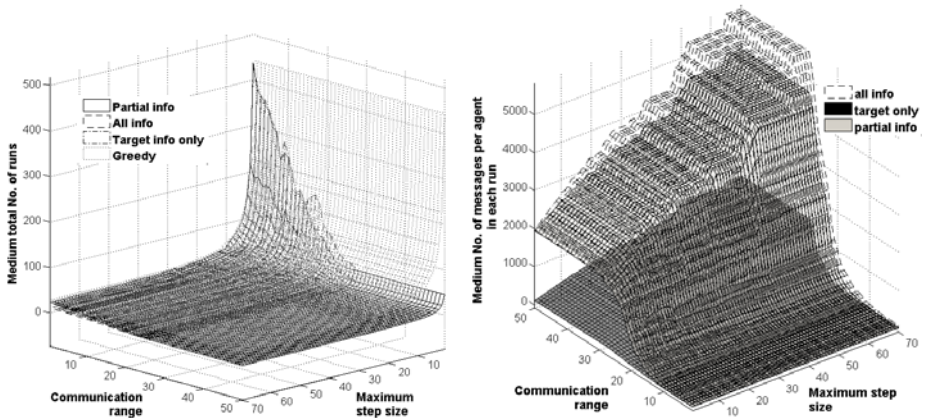 500
400
300
200
100
0
Medium total No. of runs
Partial info
All info
Target info only
Greedy
10
20
30
40
50
Communication
range
70
60
50
40
30
20
10
Maximum
step size
5000
4000
3000
2000
1000
0
Medium No. of messages per agent
in each run
all info
target only
partial info
50
40
30
20
10
Communication
range
10
20
30
40
50
60
70
Maximum step
size